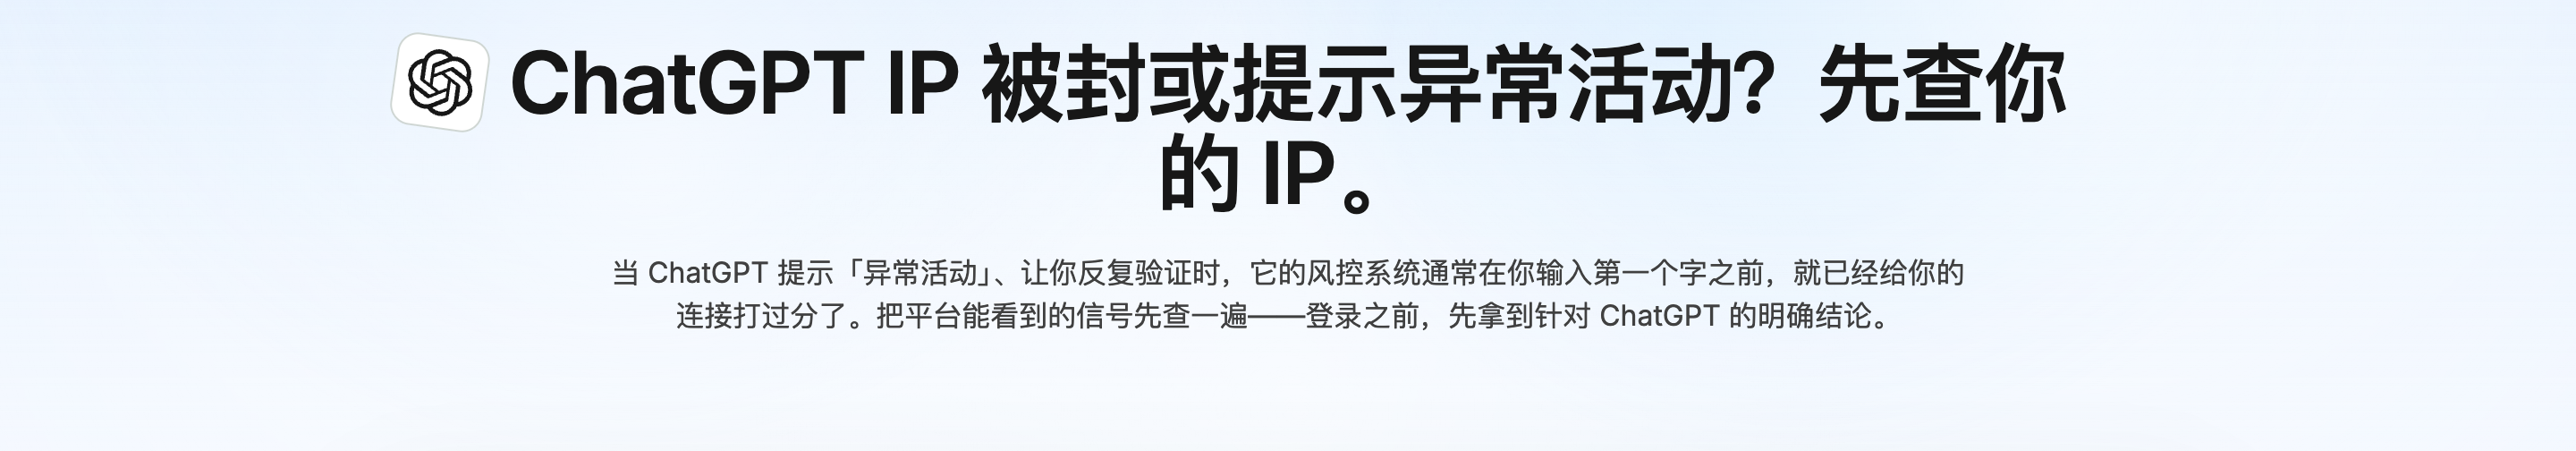 ChatGPT IP 被封或提示异常活动？先查你
的 IP。
当 ChatGPT 提示「异常活动」、让你反复验证时，它的风控系统通常在你输入第一个字之前，就已经给你的
连接打过分了。把平台能看到的信号先查一遍——登录之前，先拿到针对 ChatGPT 的明确结论。